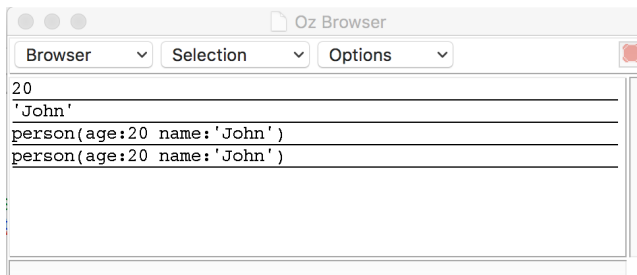 Oz Browser
Browser Selection Options
20
'John'
person(age:20 name:'John')
person(age:20 name:'John')